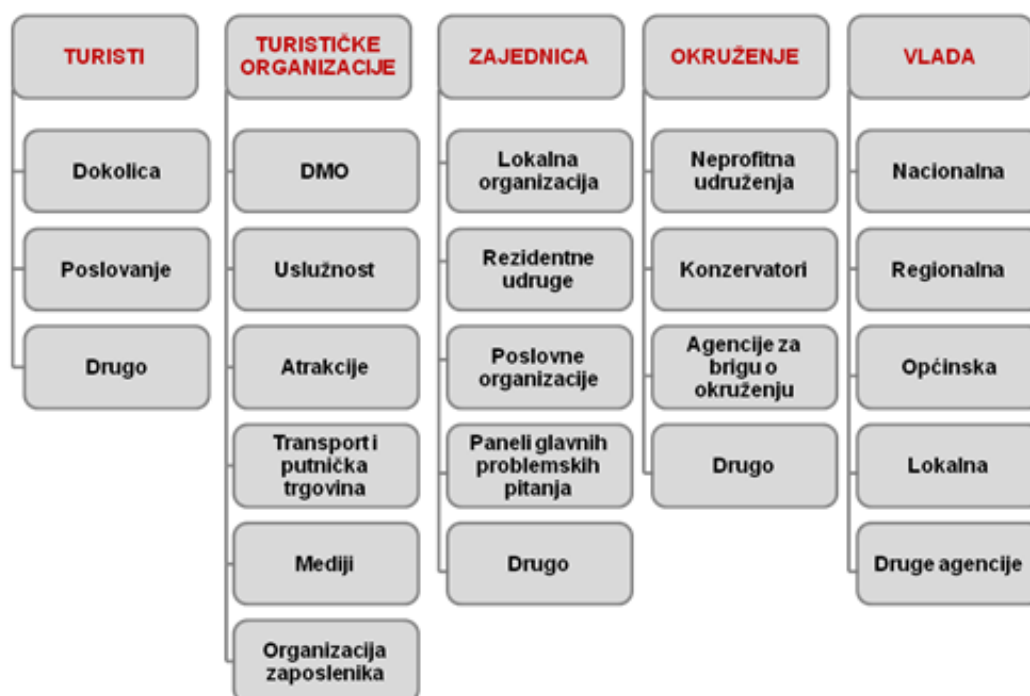 TURISTI
Dokolica
Poslovanje
Drugo
TURISTIČKE
ORGANIZACIJE
DMO
Uslužnost
Atrakcije
Transport i
putnička
trgovina
Mediji
Organizacija
zaposlenika
ZAJEDNICA
Lokalna
organizacija
Rezidentne
udruge
Poslovne
organizacije
Paneli glavnih
problemskih
pitanja
Drugo
OKRUŽENJE
Neprofitna
udruženja
Konzervatori
Agencije za
brigu o
okruženju
Drugo
VLADA
Nacionalna
Regionalna
Općinska
Lokalna
Druge agencije